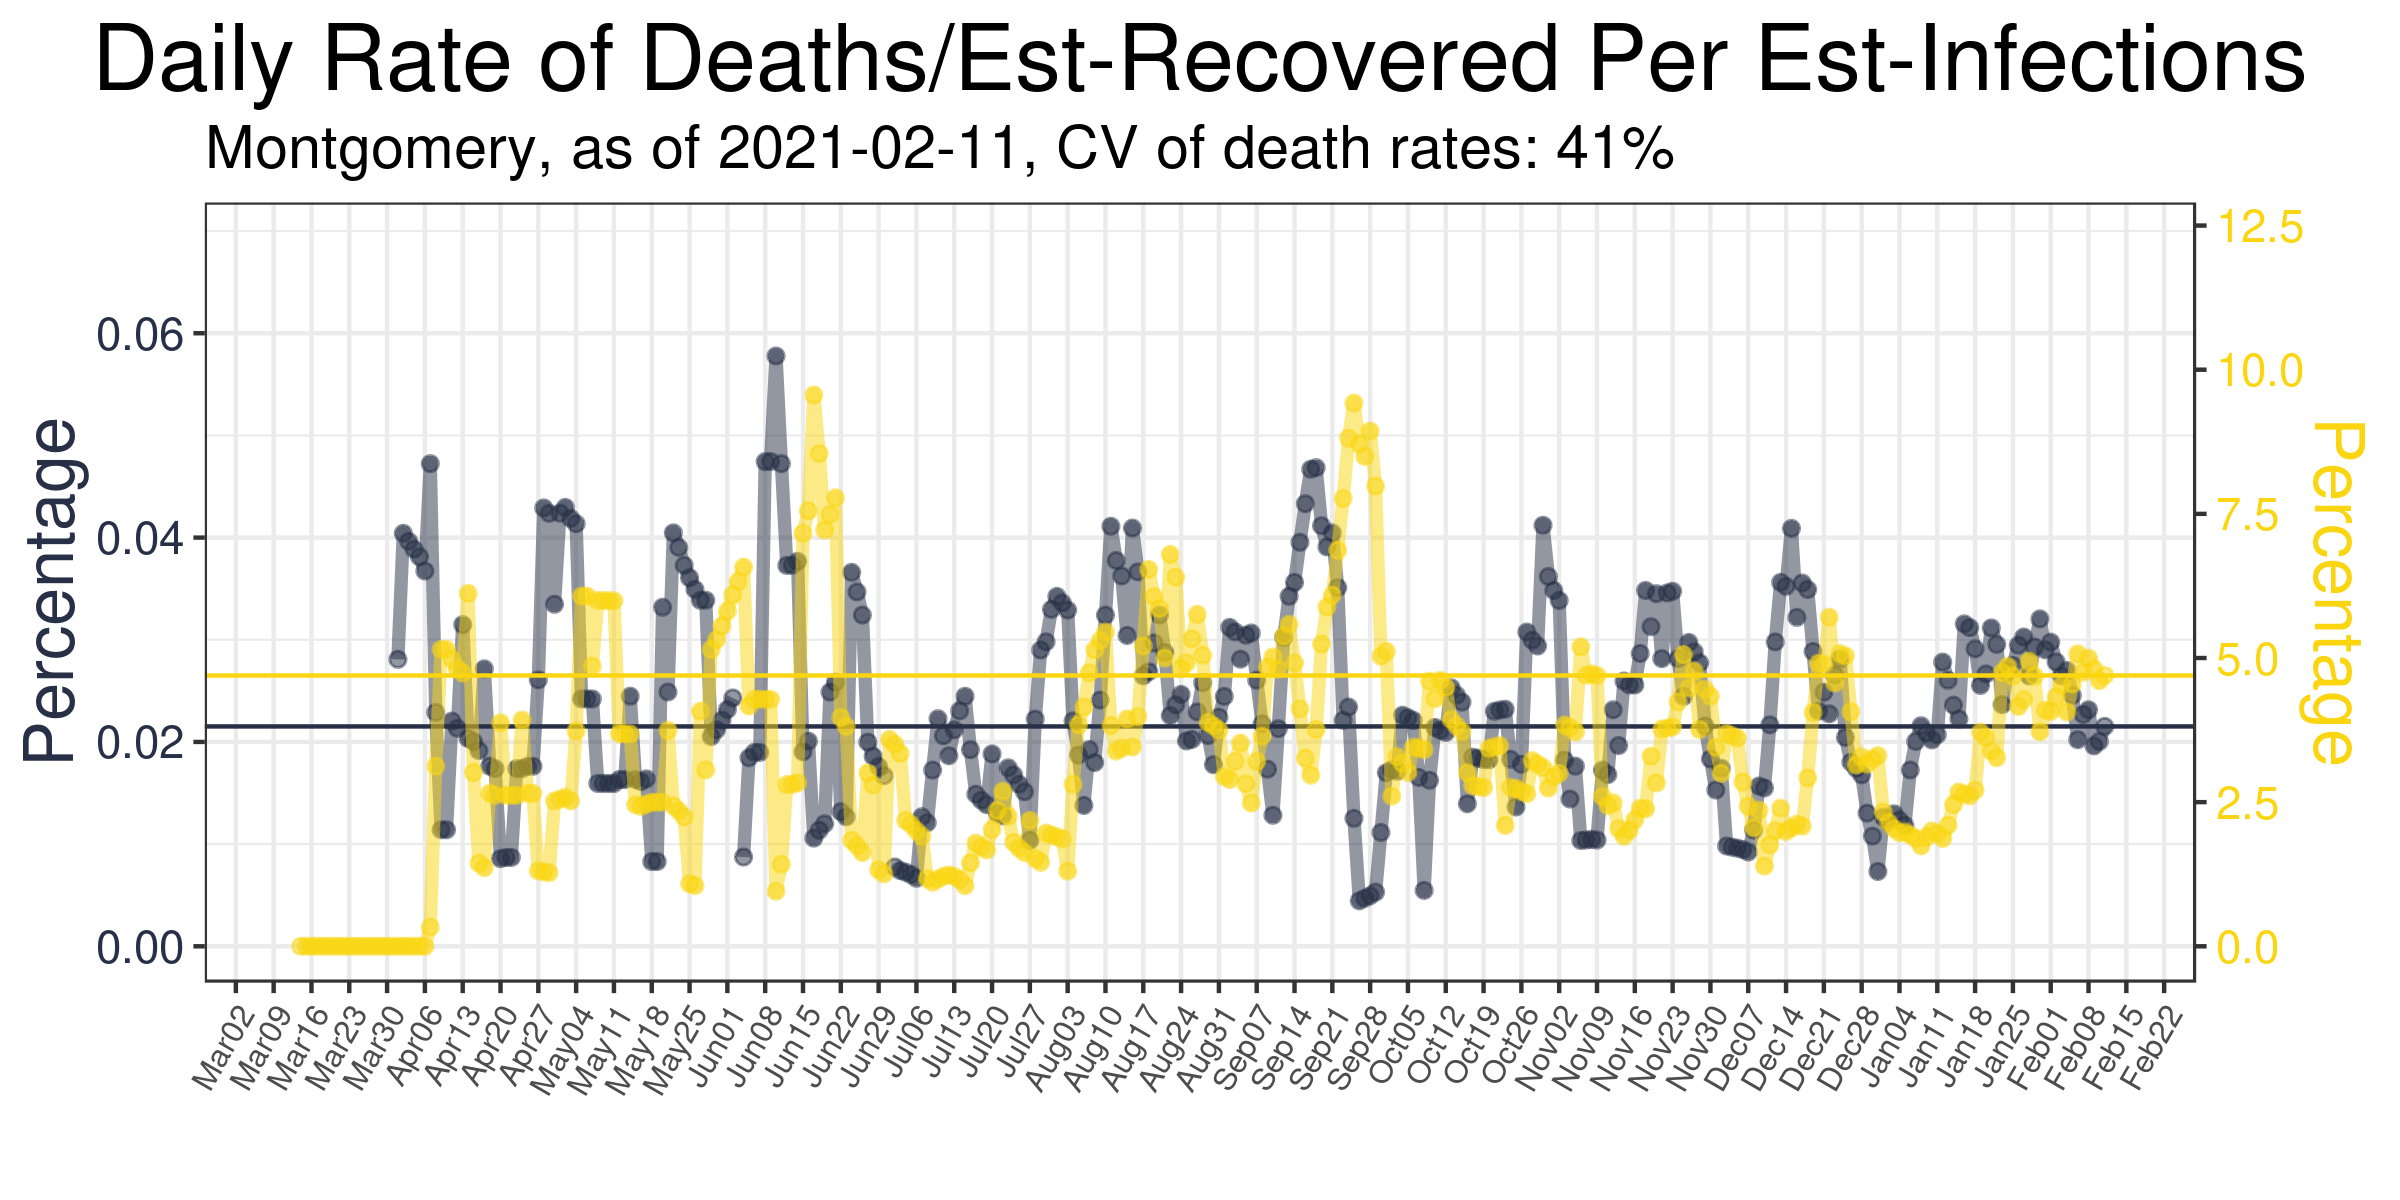 Daily Rate of Deaths/Est-Recovered Per Est-Infections
Montgomery, as of 2021-02-11, CV of death rates: 41%
Percentage
0.06
0.04
0.02
0.00
12.5
10.0
7.5
5.0
2.5
0.0
Percentage
Mar02
Mar09
Mar16
Mar23
Mar30
Apr06
Apr13
Apr20
Apr27
May04
May11
May18
May25
Jun01
Jun08
Jun15
Jun22
Jun29
Jul06
Jul13
Jul20
Jul27
Aug03
Aug10
Aug17
Aug24
Aug31
Sep07
Sep14
Sep21
Sep28
Oct05
Oct12
Oct19
Oct26
Nov02
Nov09
Nov16
Nov23
Nov30
Dec07
Dec14
Dec21
Dec28
Jan04
Jan11
Jan18
Jan25
Feb01
Feb08
Feb15
Feb22